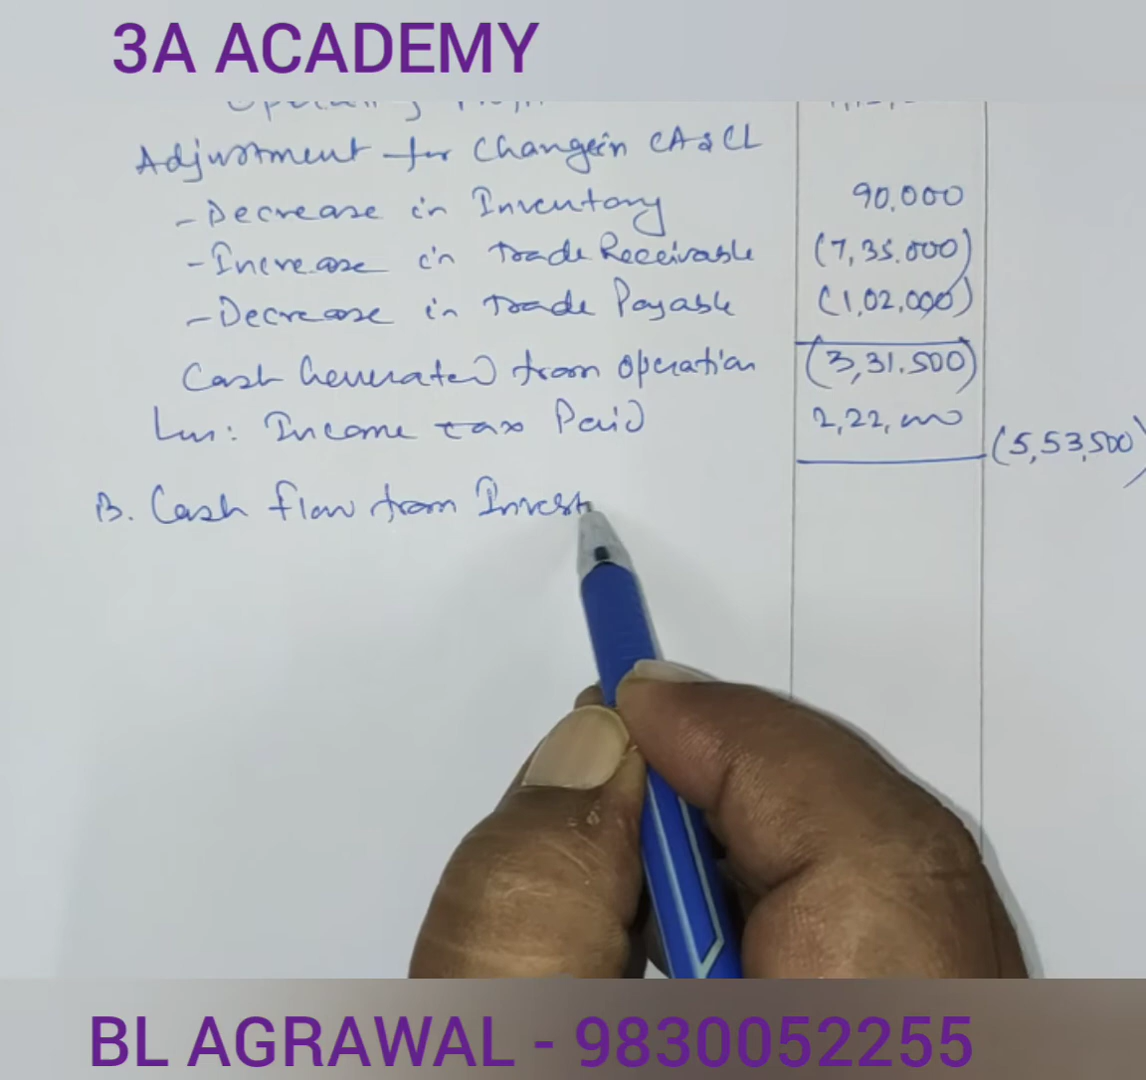 3A ACADEMY
Adjustment for Change in CA & CL
- Decrease in Inventory 90,000
- Increase in Trade Receivable (7,35,000)
- Decrease in Trade Payable (1,02,000)
Cash Generated from Operation (3,31,500)
Less: Income tax Paid 2,22,000 (5,53,500)
B. Cash flow from Invest
BL AGRAWAL - 9830052255